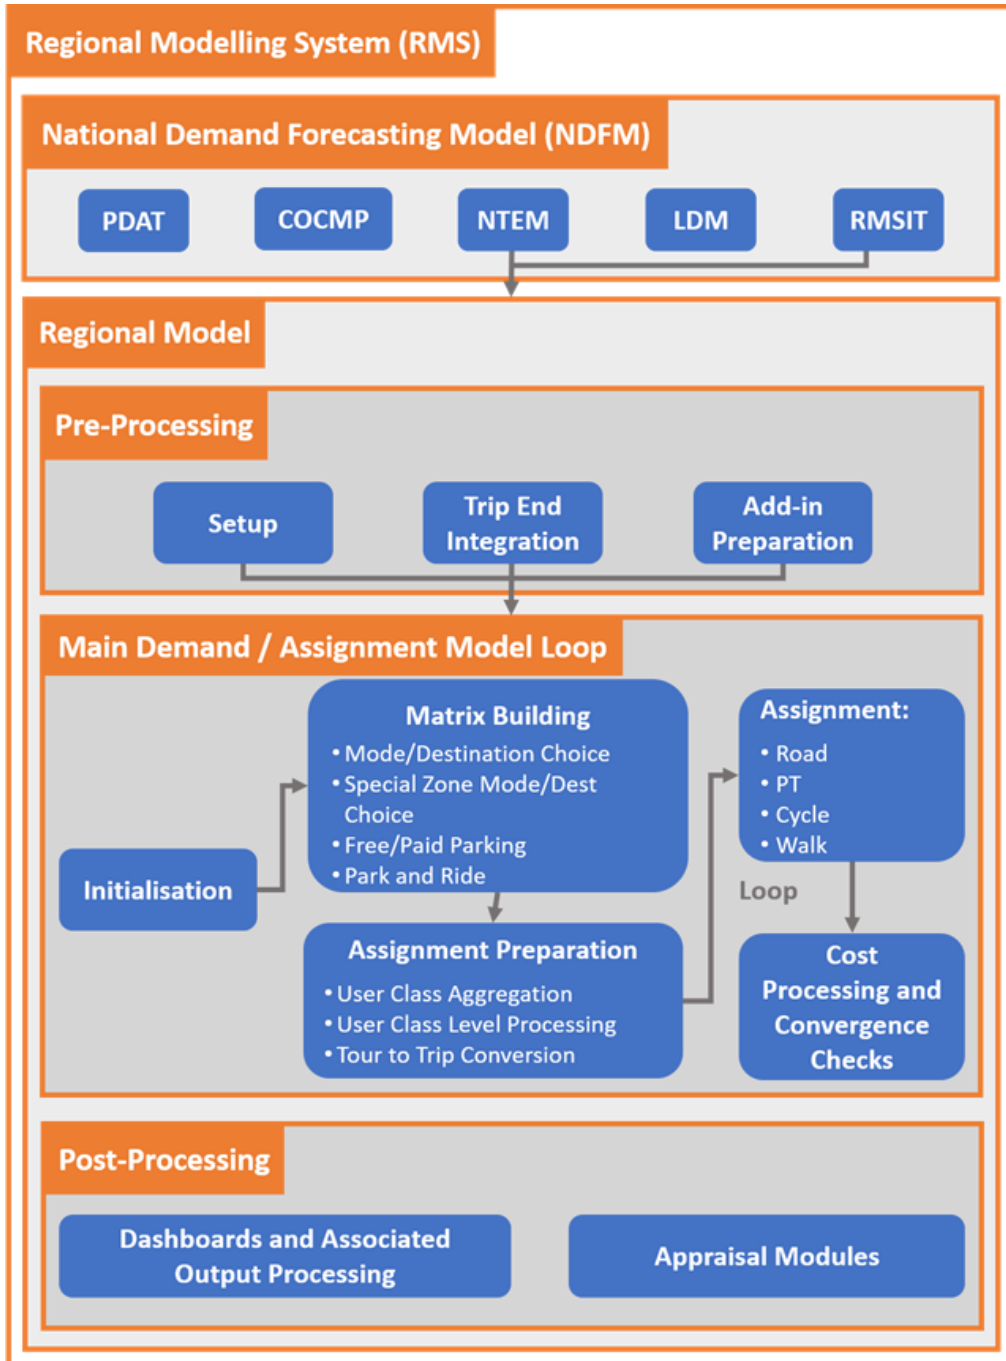 Regional Modelling System (RMS)
National Demand Forecasting Model (NDFM)
PDAT
COCMP
NTEM
LDM
RMSIT
Regional Model
Pre-Processing
Setup
Trip End
Integration
Add-in
Preparation
Main Demand / Assignment Model Loop
Initialisation
Matrix Building
• Mode/Destination Choice
• Special Zone Mode/Dest
Choice
• Free/Paid Parking
• Park and Ride
Assignment Preparation
• User Class Aggregation
• User Class Level Processing
• Tour to Trip Conversion
Assignment:
• Road
• PT
• Cycle
• Walk
Loop
Cost
Processing and
Convergence
Checks
Post-Processing
Dashboards and Associated
Output Processing
Appraisal Modules